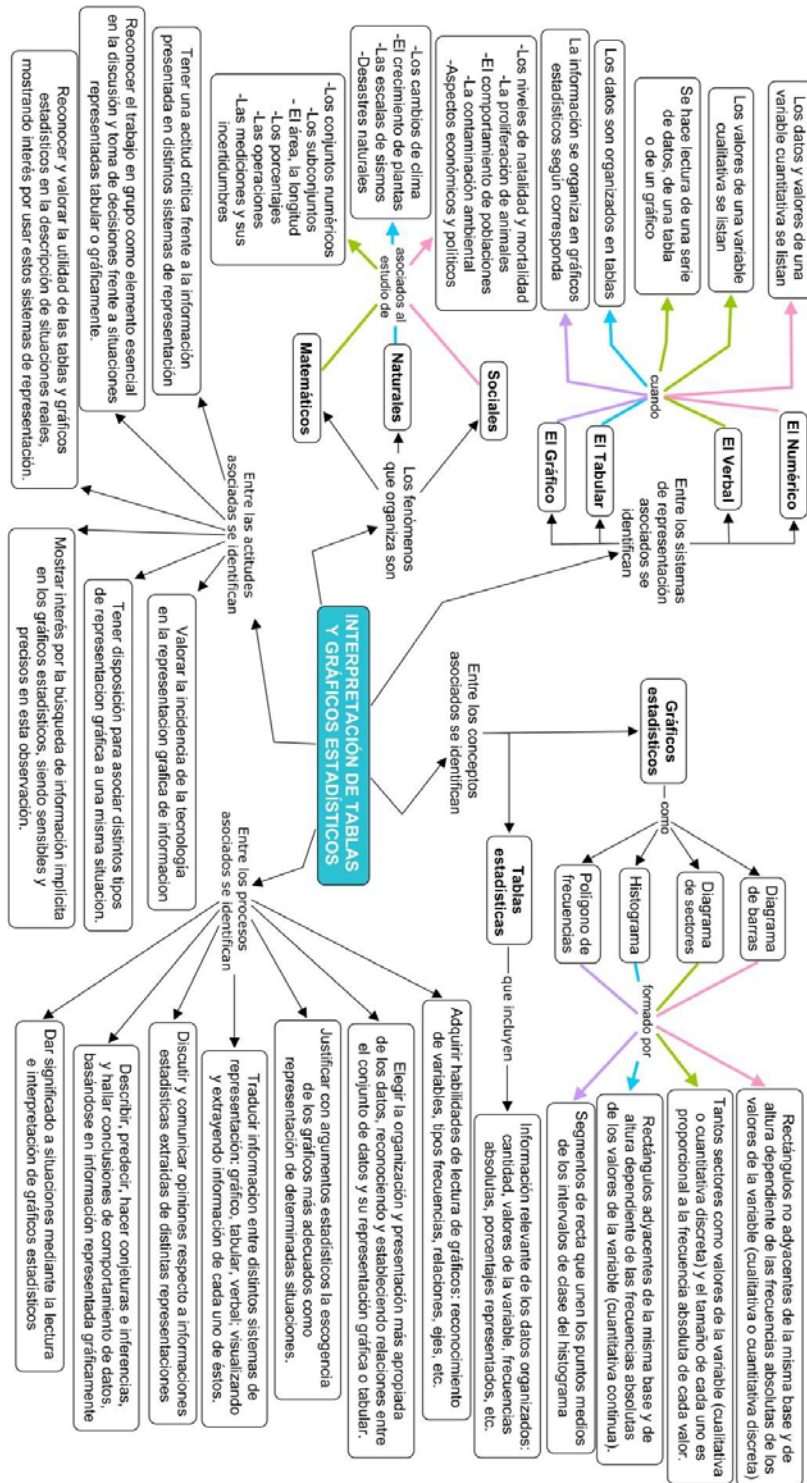 INTERPRETACIÓN DE TABLAS
Y GRÁFICOS ESTADÍSTICOS
Entre los sistemas
de representación
asociados se
identifican
El Numérico
El Verbal
El Tabular
El Gráfico
cuando
Los datos y valores de una
variable cuantitativa se listan
Los valores de una variable
cualitativa se listan
Se hace lectura de una serie
de datos, de una tabla
o de un gráfico
Los datos son organizados en tablas
La información se organiza en gráficos
estadísticos según corresponda
Los fenómenos
que organiza son
Sociales
Naturales
Matemáticos
asociados al
estudio de
-Los niveles de natalidad y mortalidad
-La proliferacion de animales
-El comportamiento de poblaciones
-La contaminación ambiental
-Aspectos económicos y políticos
-Los cambios de clima
-El crecimiento de plantas
-Las escalas de sismos
-Desastres naturales
-Los conjuntos numéricos
-Los subconjuntos
- El área, la longitud
-Los porcentajes
-Las operaciones
-Las mediciones y sus
incertidumbres
Entre las actitudes
asociadas se identifican
Tener una actitud critica frente a la información
presentada en distintos sistemas de representación
Reconocer el trabajo en grupo como elemento esencial
en la discusión y toma de decisiones frente a situaciones
representadas tabular o gráficamente.
Reconocer y valorar la utilidad de las tablas y gráficos
estadísticos en la descripción de situaciones reales,
mostrando interés por usar estos sistemas de representación.
Mostrar interés por la búsqueda de información implícita
en los gráficos estadísticos, siendo sensibles y
precisos en esta observación.
Tener disposición para asociar distintos tipos
de representacion gráfica a una misma situacion.
Valorar la incidencia de la tecnología
en la representacion grafica de informacion
Entre los conceptos
asociados se identifican
Gráficos
estadísticos
como
Diagrama
de barras
Diagrama
de sectores
Histograma
Polígono de
frecuencias
formado por
Rectángulos no adyacentes de la misma base y de
altura dependiente de las frecuencias absolutas de los
valores de la variable (cualitativa o cuantitativa discreta)
Tantos sectores como valores de la variable (cualitativa
o cuantitativa discreta) y el tamaño de cada uno es
proporcional a la frecuencia absoluta de cada valor.
Rectángulos adyacentes de la misma base y de
altura dependiente de las frecuencias absolutas
de los valores de la variable (cuantitativa continua).
Segmentos de recta que unen los puntos medios
de los intervalos de clase del histograma
Tablas
estadísticas
que incluyen
Información relevante de los datos organizados:
cantidad, valores de la variable, frecuencias
absolutas, porcentajes representados, etc.
Entre los procesos
asociados se identifican
Adquirir habilidades de lectura de gráficos: reconocimiento
de variables, tipos frecuencias, relaciones, ejes, etc.
Elegir la organización y presentación más apropiada
de los datos, reconociendo y estableciendo relaciones entre
el conjunto de datos y su representacion gráfica o tabular.
Justificar con argumentos estadísticos la escogencia
de los gráficos más adecuados como
representación de determinadas situaciones.
Traducir informacion entre distintos sistemas de
representación: gráfico, tabular, verbal; visualizando
y extrayendo información de cada uno de éstos.
Discutir y comunicar opiniones respecto a informaciones
estadísticas extraídas de distintas representaciones
Describir, predecir, hacer conjeturas e inferencias,
y hallar conclusiones de comportamiento de datos,
basándose en información representada gráficamente
Dar significado a situaciones mediante la lectura
e interpretación de gráficos estadísticos